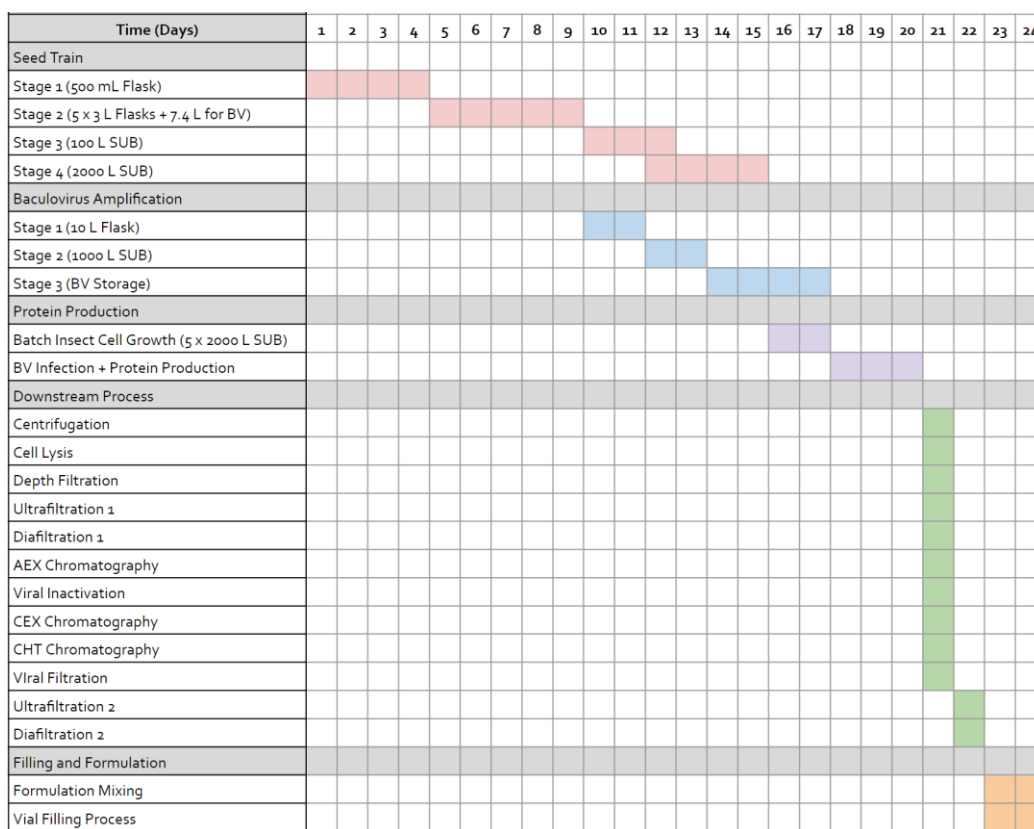 Time (Days) 1 2 3 4 5 6 7 8 9 10 11 12 13 14 15 16 17 18 19 20 21 22 23 24
Seed Train
Stage 1 (500 mL Flask)
Stage 2 (5 x 3 L Flasks + 7.4 L for BV)
Stage 3 (100 L SUB)
Stage 4 (2000 L SUB)
Baculovirus Amplification
Stage 1 (10 L Flask)
Stage 2 (1000 L SUB)
Stage 3 (BV Storage)
Protein Production
Batch Insect Cell Growth (5 x 2000 L SUB)
BV Infection + Protein Production
Downstream Process
Centrifugation
Cell Lysis
Depth Filtration
Ultrafiltration 1
Diafiltration 1
AEX Chromatography
Viral Inactivation
CEX Chromatography
CHT Chromatography
VIral Filtration
Ultrafiltration 2
Diafiltration 2
Filling and Formulation
Formulation Mixing
Vial Filling Process